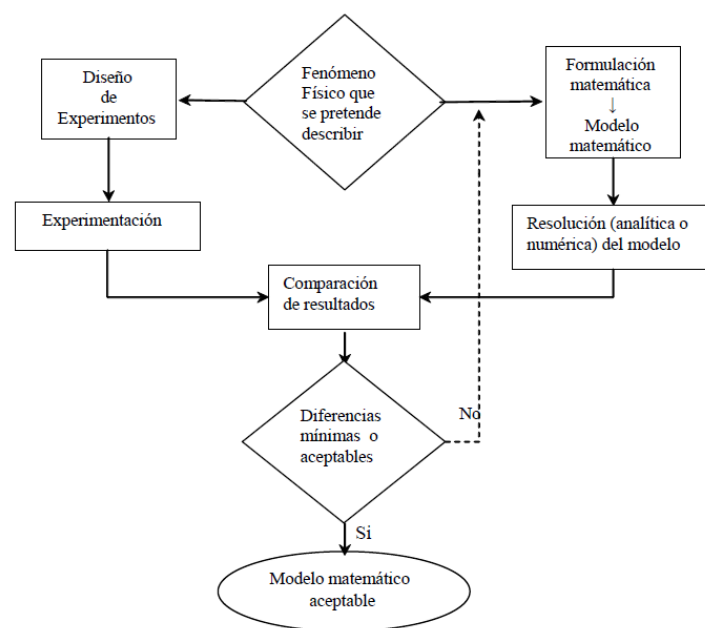 Diseño
de
Experimentos
Fenómeno
Físico que
se pretende
describir
Formulación
matemática
↓
Modelo
matemático
Experimentación
Resolución (analítica o
numérica) del modelo
Comparación
de resultados
Diferencias
mínimas o
aceptables
No
Si
Modelo matemático
aceptable